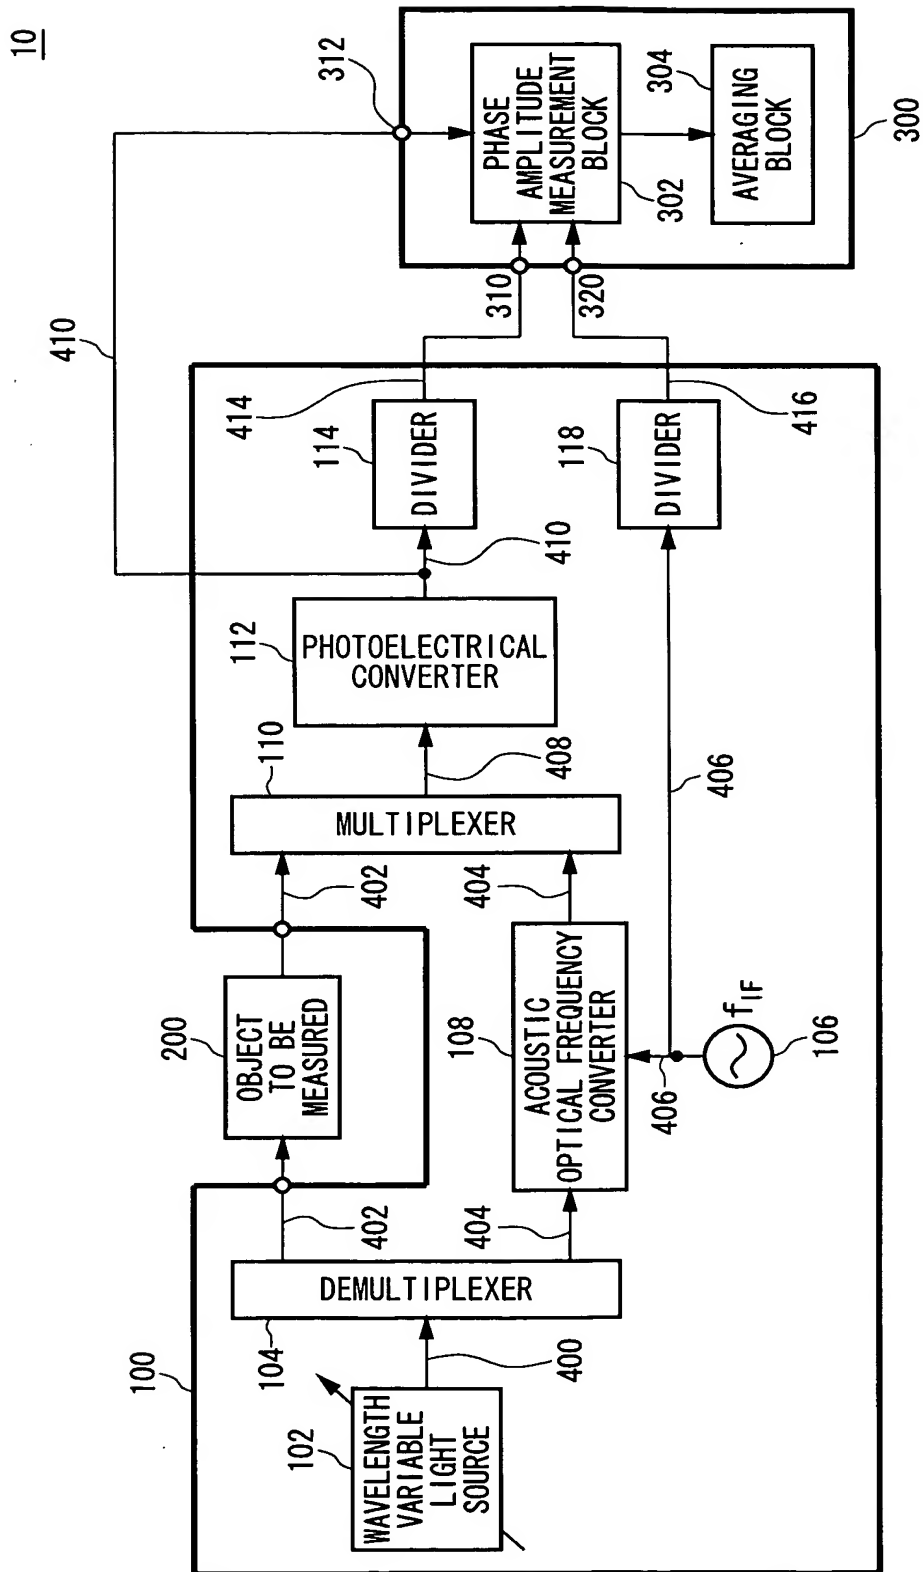 10
100
102
WAVELENGTH
VARIABLE
LIGHT
SOURCE
400
104
DEMULTIPLEXER
402
404
200
OBJECT
TO BE
MEASURED
108
ACOUSTIC
OPTICAL FREQUENCY
CONVERTER
406
fIF
106
402
404
110
MULTIPLEXER
408
112
PHOTOELECTRICAL
CONVERTER
406
410
410
114
DIVIDER
414
118
DIVIDER
416
310
320
312
PHASE
AMPLITUDE
MEASUREMENT
BLOCK
302
304
AVERAGING
BLOCK
300